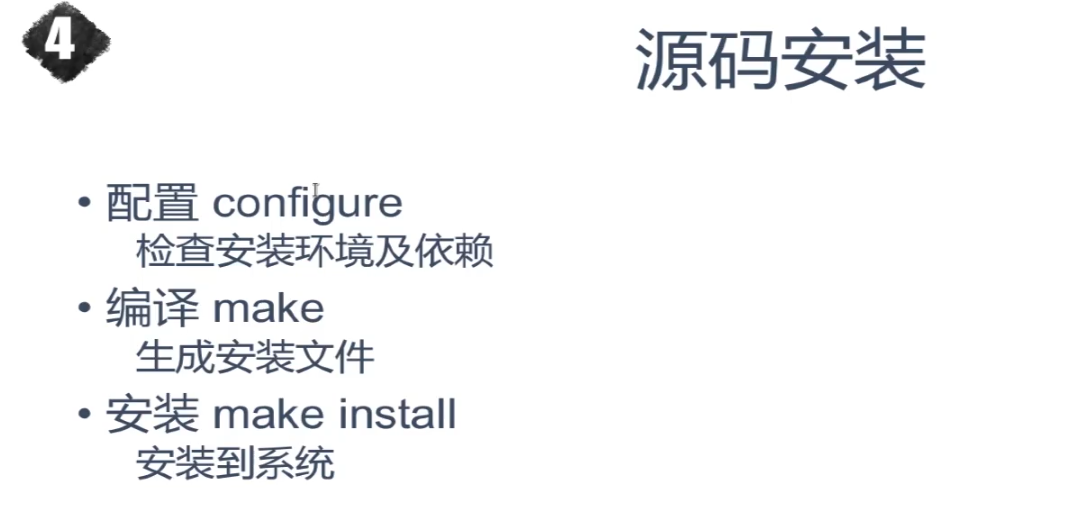 4
源码安装
• 配置 configure
检查安装环境及依赖
• 编译 make
生成安装文件
• 安装 make install
安装到系统